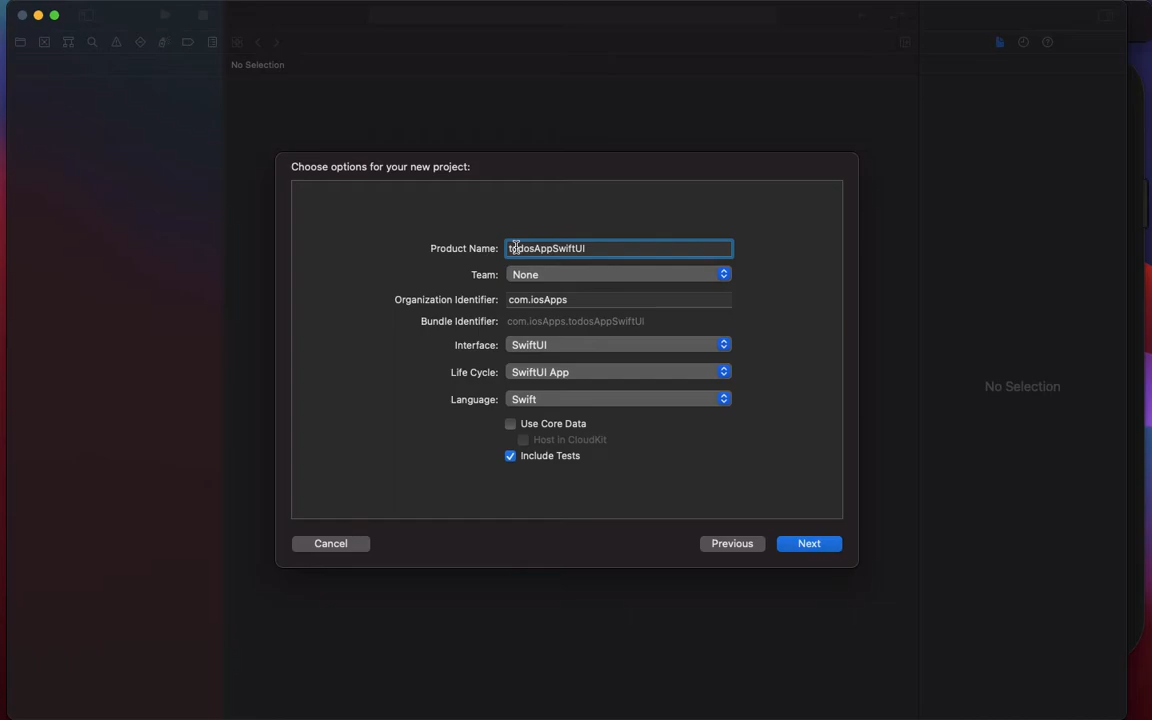 No Selection
Choose options for your new project:
Product Name: todosAppSwiftUI
Team: None
Organization Identifier: com.iosApps
Bundle Identifier: com.iosApps.todosAppSwiftUI
Interface: SwiftUI
Life Cycle: SwiftUI App
Language: Swift
Use Core Data
Host in CloudKit
Include Tests
No Selection
Cancel
Previous
Next